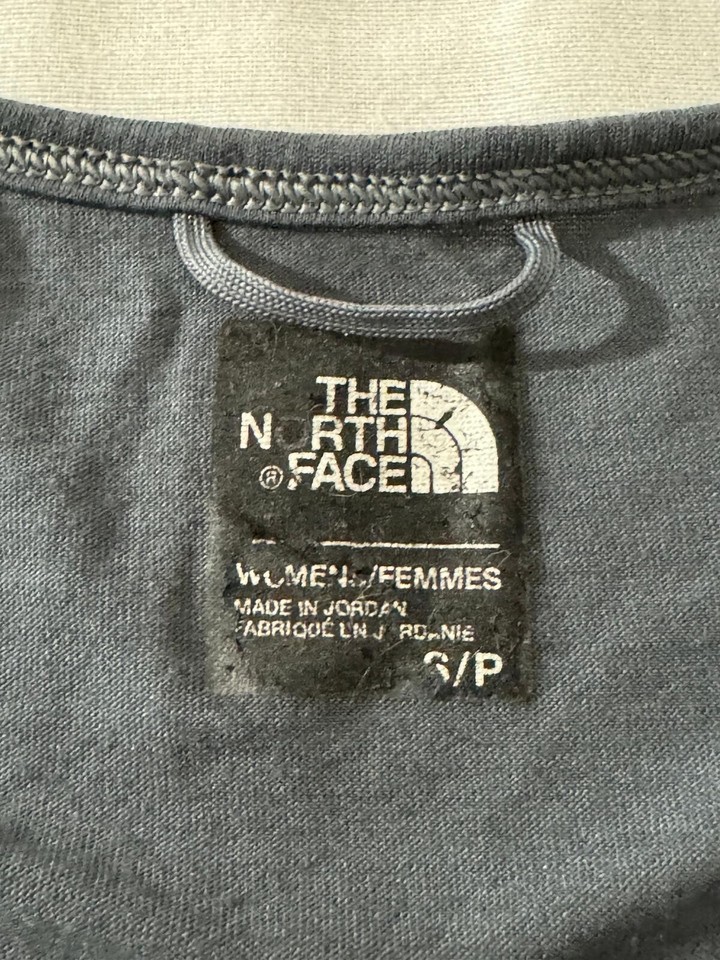 THE
NORTH
® FACE
WOMENS/FEMMES
MADE IN JORDAN
FABRIQUÉ EN JORDANIE
S/P